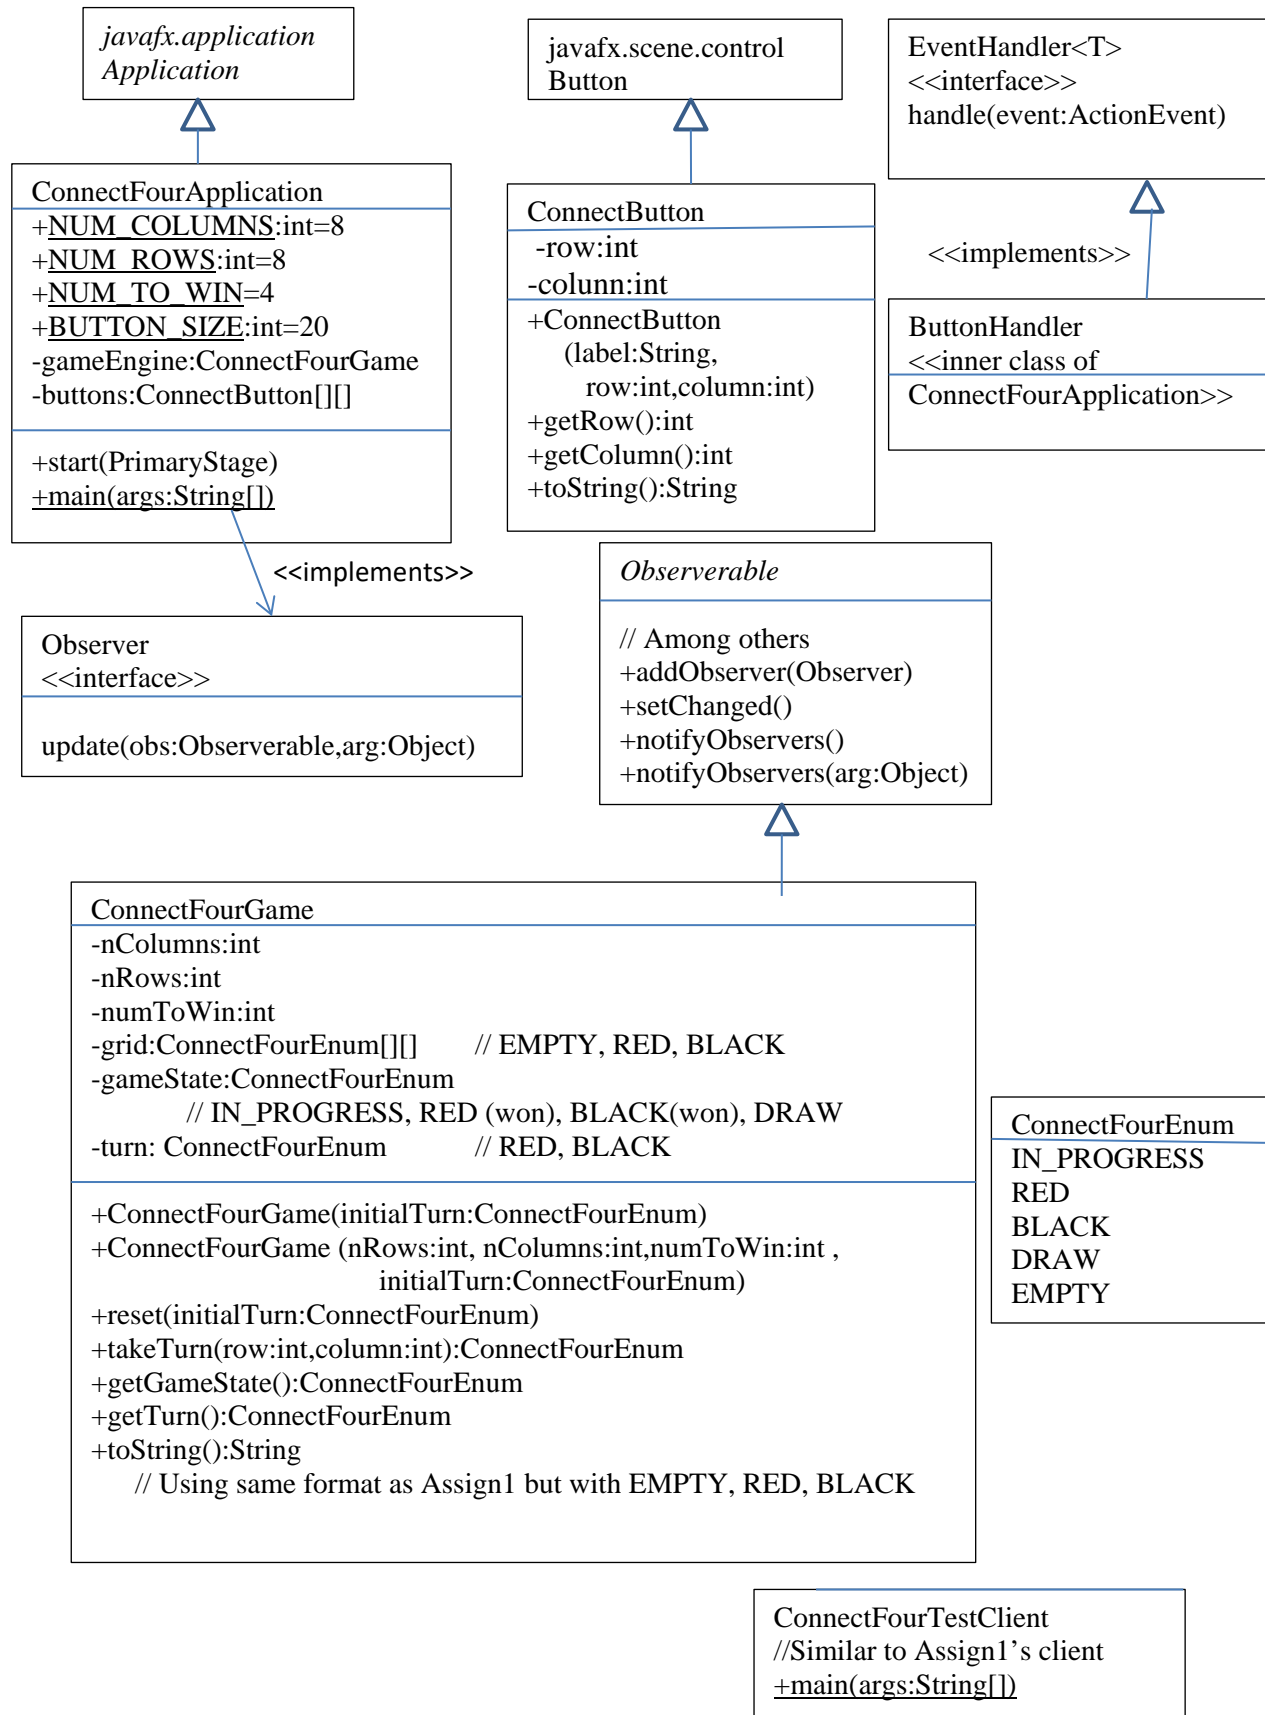 javafx.application
Application
javafx.scene.control
Button
EventHandler<T>
<<interface>>
handle(event:ActionEvent)
ConnectFourApplication
+NUM_COLUMNS:int=8
+NUM_ROWS:int=8
+NUM_TO_WIN=4
+BUTTON_SIZE:int=20
-gameEngine:ConnectFourGame
-buttons:ConnectButton[][]
+start(PrimaryStage)
+main(args:String[])
ConnectButton
-row:int
-colunn:int
+ConnectButton
(label:String,
row:int,column:int)
+getRow():int
+getColumn():int
+toString():String
<<implements>>
ButtonHandler
<<inner class of
ConnectFourApplication>>
<<implements>>
Observer
<<interface>>
update(obs:Observerable,arg:Object)
Observerable
// Among others
+addObserver(Observer)
+setChanged()
+notifyObservers()
+notifyObservers(arg:Object)
ConnectFourGame
-nColumns:int
-nRows:int
-numToWin:int
-grid:ConnectFourEnum[][] // EMPTY, RED, BLACK
-gameState:ConnectFourEnum
// IN_PROGRESS, RED (won), BLACK(won), DRAW
-turn: ConnectFourEnum // RED, BLACK
+ConnectFourGame(initialTurn:ConnectFourEnum)
+ConnectFourGame (nRows:int, nColumns:int,numToWin:int ,
initialTurn:ConnectFourEnum)
+reset(initialTurn:ConnectFourEnum)
+takeTurn(row:int,column:int):ConnectFourEnum
+getGameState():ConnectFourEnum
+getTurn():ConnectFourEnum
+toString():String
// Using same format as Assign1 but with EMPTY, RED, BLACK
ConnectFourEnum
IN_PROGRESS
RED
BLACK
DRAW
EMPTY
ConnectFourTestClient
//Similar to Assign1’s client
+main(args:String[])